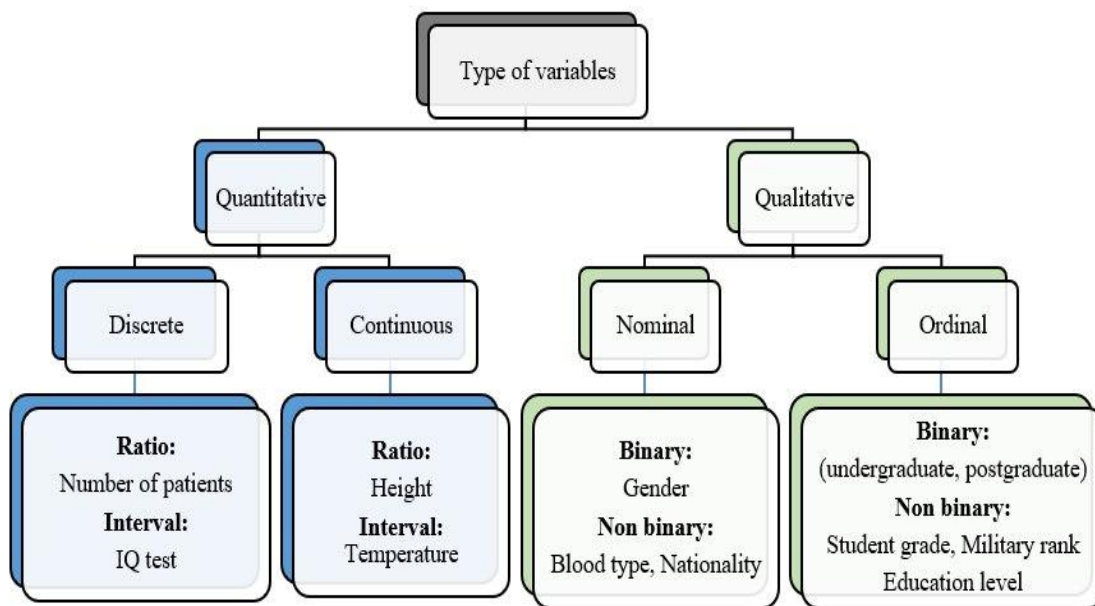 Type of variables
Quantitative
Qualitative
Discrete
Continuous
Nominal
Ordinal
Ratio:
Number of patients
Interval:
IQ test
Ratio:
Height
Interval:
Temperature
Binary:
Gender
Non binary:
Blood type, Nationality
Binary:
(undergraduate, postgraduate)
Non binary:
Student grade, Military rank
Education level